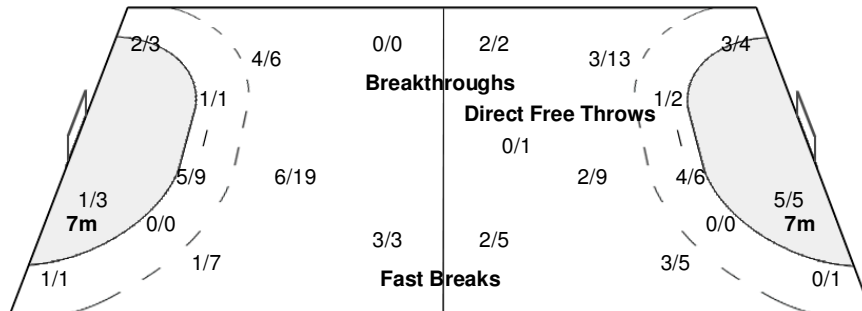 2/3 4/6 0/0 2/2 3/13 3/4
Breakthroughs
1/1 1/2
Direct Free Throws
0/1
5/9 6/19 2/9 4/6
1/3 5/5
7m 0/0 0/0 7m
3/3 2/5
1/7 3/5
1/1 Fast Breaks 0/1